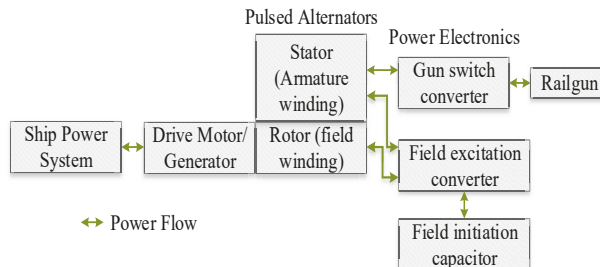 Pulsed Alternators
Stator
(Armature
winding)
Power Electronics
Gun switch
converter
Railgun
Ship Power
System
Drive Motor/
Generator
Rotor (field
winding)
Field excitation
converter
Power Flow
Field initiation
capacitor